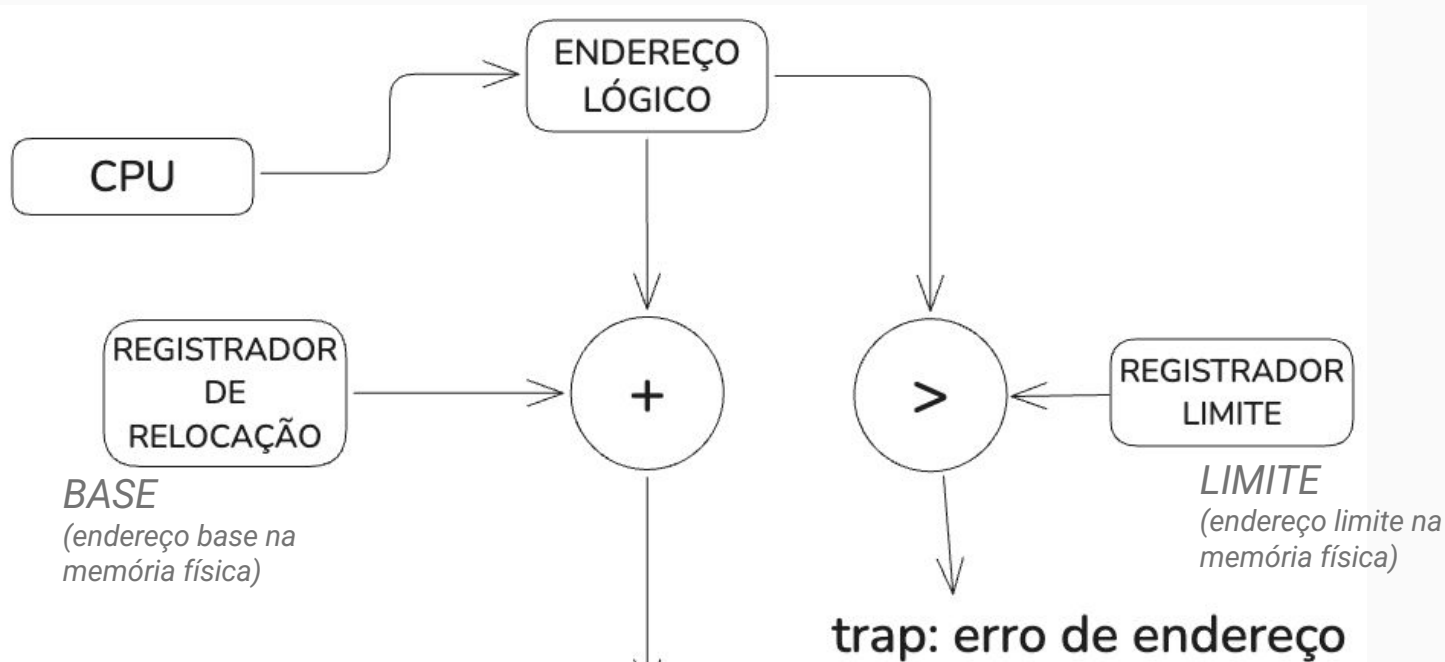 ENDEREÇO
LÓGICO
CPU
REGISTRADOR
DE
RELOCAÇÃO
+
>
REGISTRADOR
LIMITE
BASE
(endereço base na
memória física)
LIMITE
(endereço limite na
memória física)
trap: erro de endereço